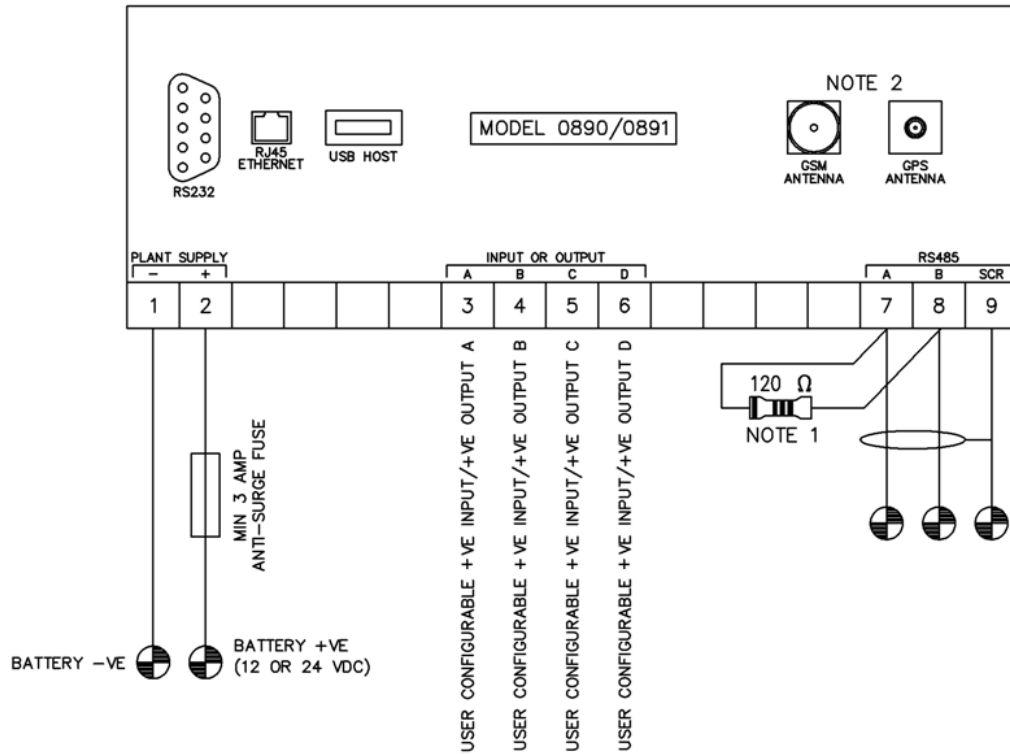 NOTE 2
MODEL 0890/0891
RJ45
ETHERNET
USB HOST
RS232
GSM
ANTENNA
GPS
ANTENNA
PLANT SUPPLY
- +
INPUT OR OUTPUT
A B C D
RS485
A B SCR
1 2 3 4 5 6 7 8 9
120 Ω
NOTE 1
MIN 3 AMP
ANTI-SURGE FUSE
USER CONFIGURABLE +VE INPUT/+VE OUTPUT A
USER CONFIGURABLE +VE INPUT/+VE OUTPUT B
USER CONFIGURABLE +VE INPUT/+VE OUTPUT C
USER CONFIGURABLE +VE INPUT/+VE OUTPUT D
BATTERY -VE
BATTERY +VE
(12 OR 24 VDC)